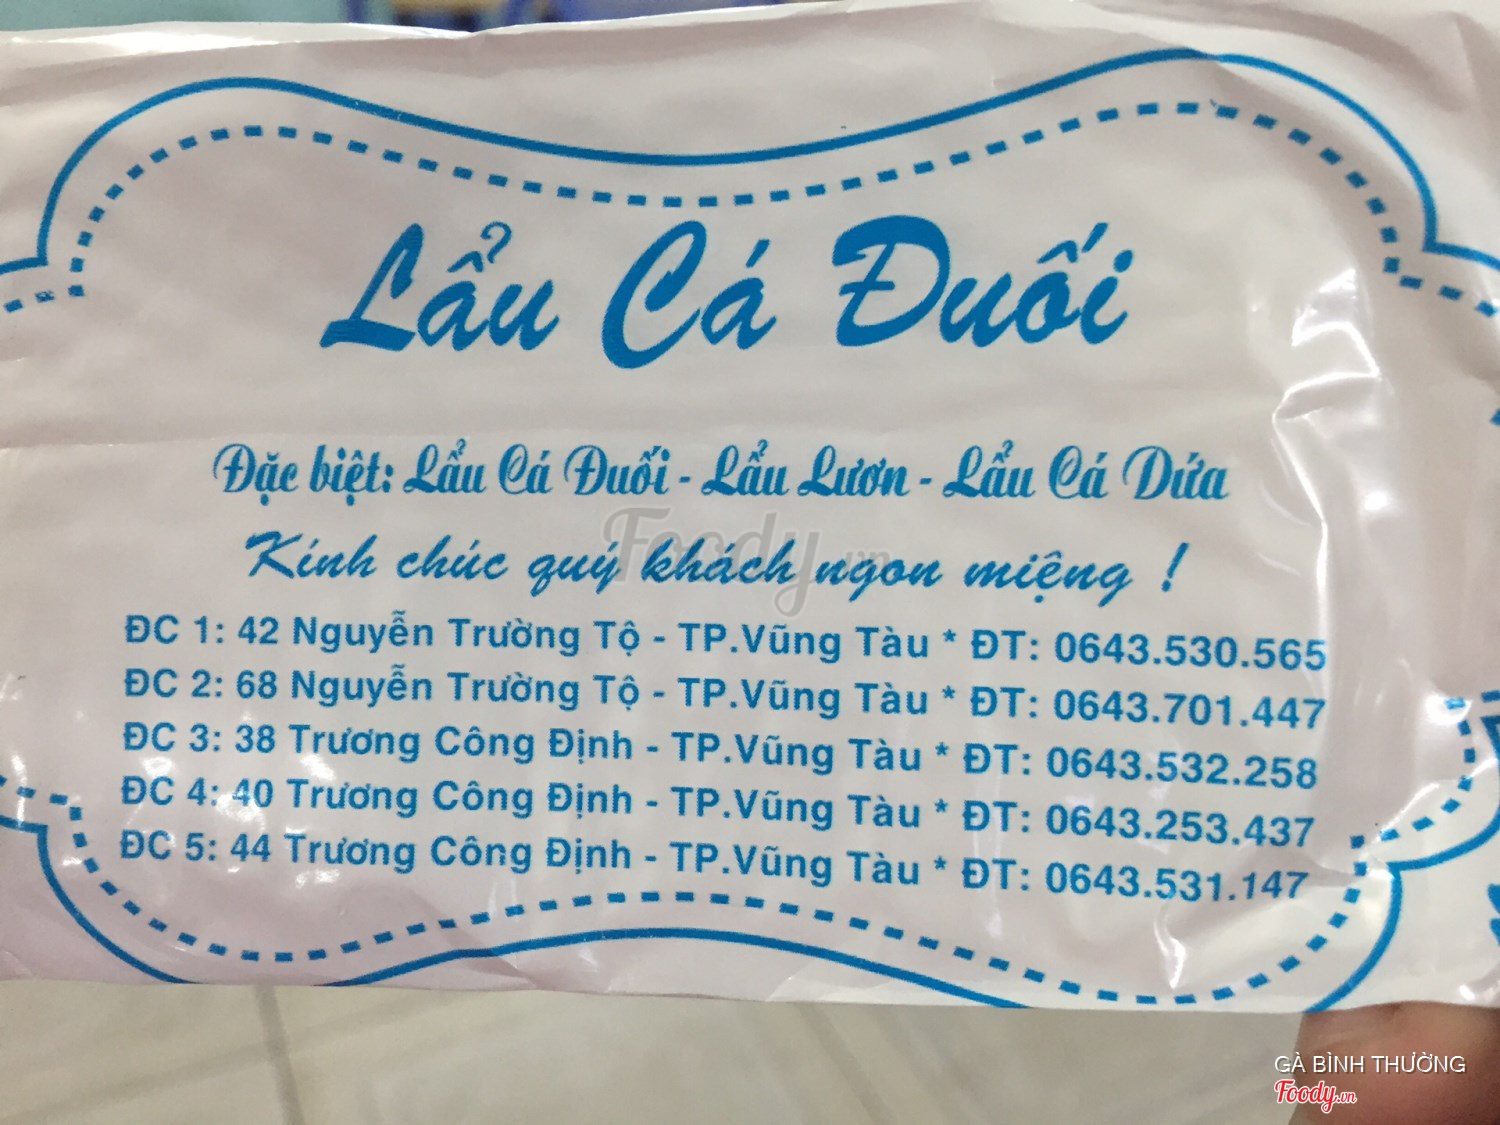 Lẩu Cá Đuối
Đặc biệt: Lẩu Cá Đuối - Lẩu Lươn - Lẩu Cá Dứa
Kính chúc quý khách ngon miệng !
Foody.vn
ĐC 1: 42 Nguyễn Trường Tộ - TP.Vũng Tàu * ĐT: 0643.530.565
ĐC 2: 68 Nguyễn Trường Tộ - TP.Vũng Tàu * ĐT: 0643.701.447
ĐC 3: 38 Trương Công Định - TP.Vũng Tàu * ĐT: 0643.532.258
ĐC 4: 40 Trương Công Định - TP.Vũng Tàu * ĐT: 0643.253.437
ĐC 5: 44 Trương Công Định - TP.Vũng Tàu * ĐT: 0643.531.147
GÀ BÌNH THƯỜNG
Foody.vn